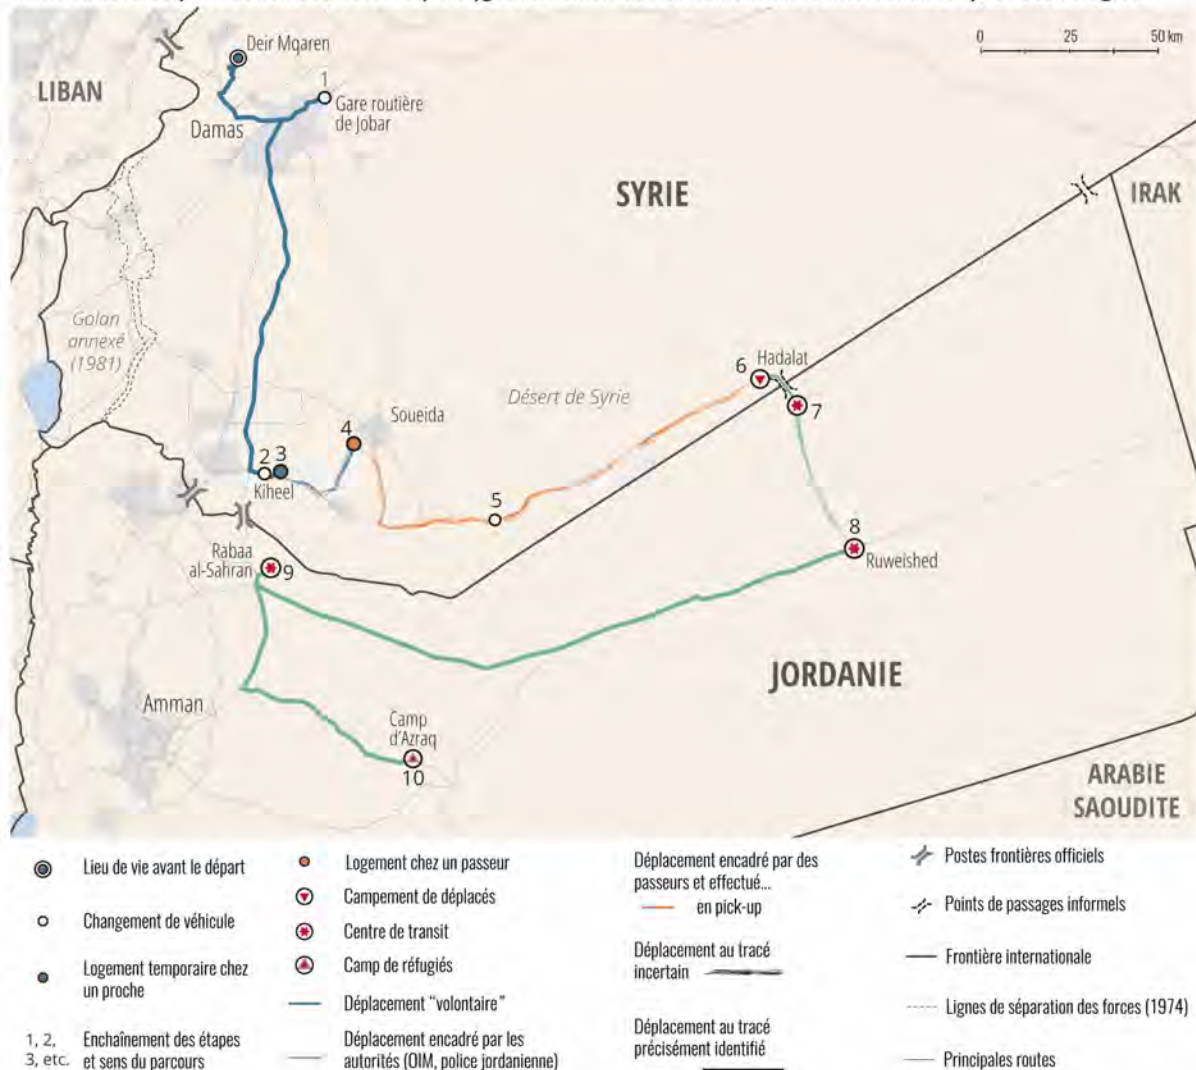 Deir Mqaren
1
Gare routière
de Jobar
LIBAN
Damas
0 25 50 km
SYRIE
IRAK
Golan
annexé
(1981)
6
Hadalat
7
Désert de Syrie
Soueida
4
2 3
Kiheel
5
8
Ruweished
Rabaa
al-Sahran
9
JORDANIE
Amman
Camp
d'Azraq
10
ARABIE
SAOUDITE
Lieu de vie avant le départ
Changement de véhicule
Logement temporaire chez
un proche
1, 2,
3, etc.
Enchaînement des étapes
et sens du parcours
Logement chez un passeur
Campement de déplacés
Centre de transit
Camp de réfugiés
Déplacement "volontaire"
Déplacement encadré par les
autorités (OIM, police jordanienne)
Déplacement encadré par des
passeurs et effectué...
en pick-up
Déplacement au tracé
incertain
Déplacement au tracé
précisément identifié
Postes frontières officiels
Points de passages informels
Frontière internationale
Lignes de séparation des forces (1974)
Principales routes